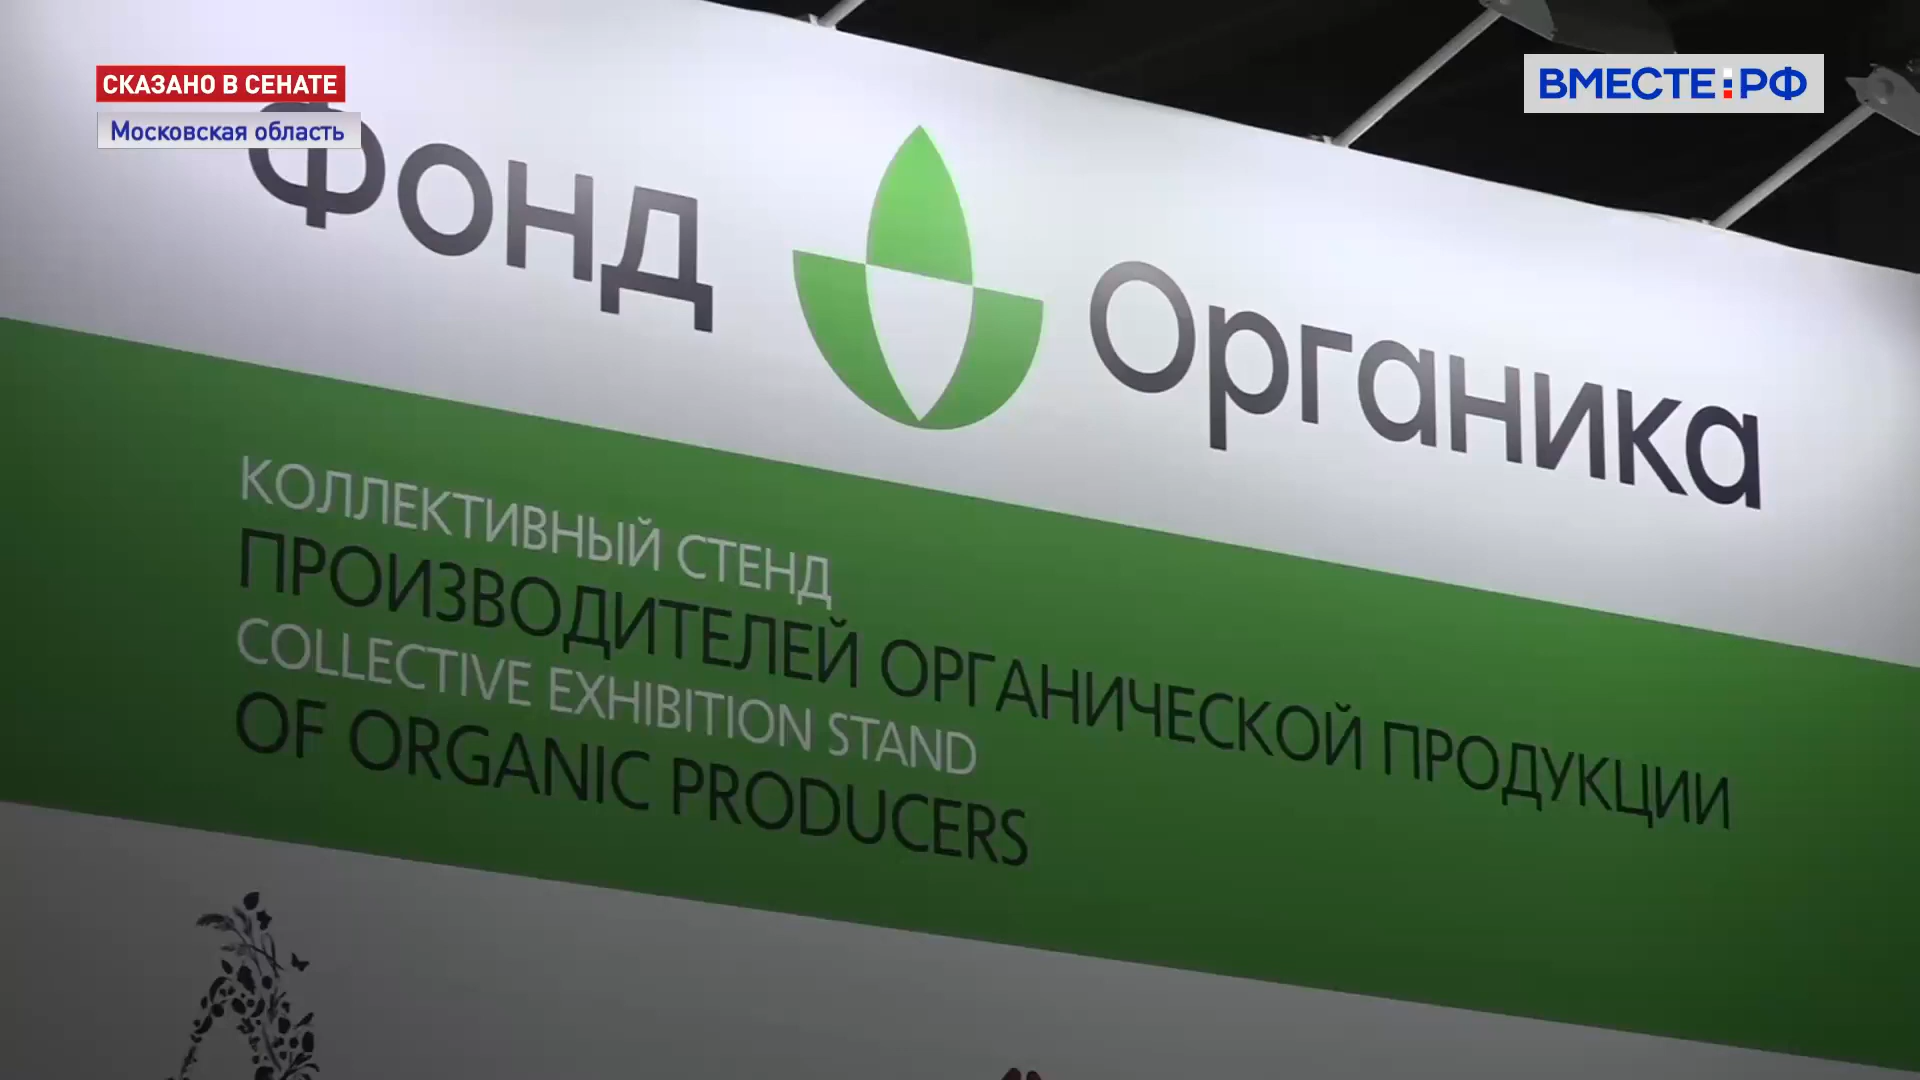 СКАЗАНО В СЕНАТЕ
Московская область
ВМЕСТЕ:РФ
Фонд Органика
КОЛЛЕКТИВНЫЙ СТЕНД
ПРОИЗВОДИТЕЛЕЙ ОРГАНИЧЕСКОЙ ПРОДУКЦИИ
COLLECTIVE EXHIBITION STAND
OF ORGANIC PRODUCERS